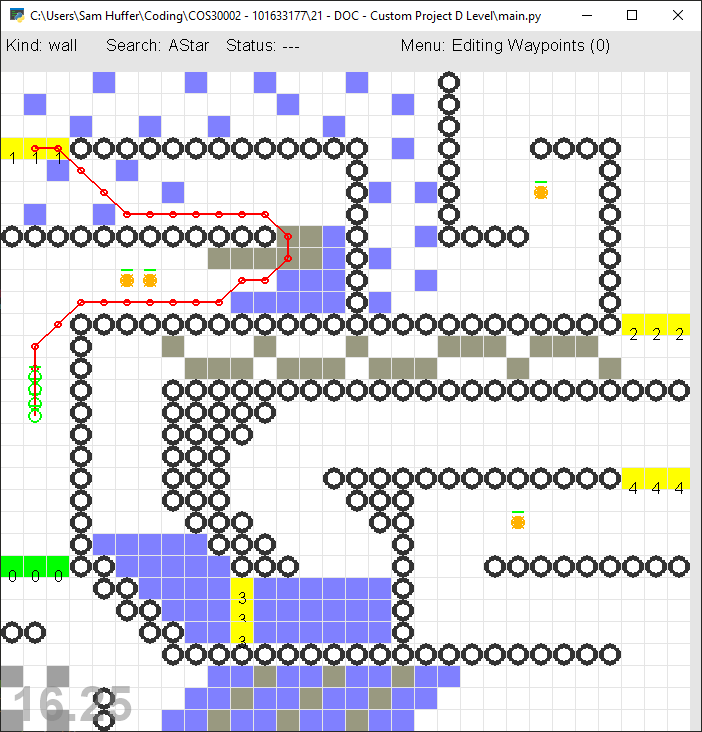 C:\Users\Sam Huffer\Coding\COS30002 - 101633177\21 - DOC - Custom Project D Level\main.py
Kind: wall Search: AStar Status: --- Menu: Editing Waypoints (0)
1 1 1
2 2 2
4 4 4
0 0 0
3
3
3
16.25